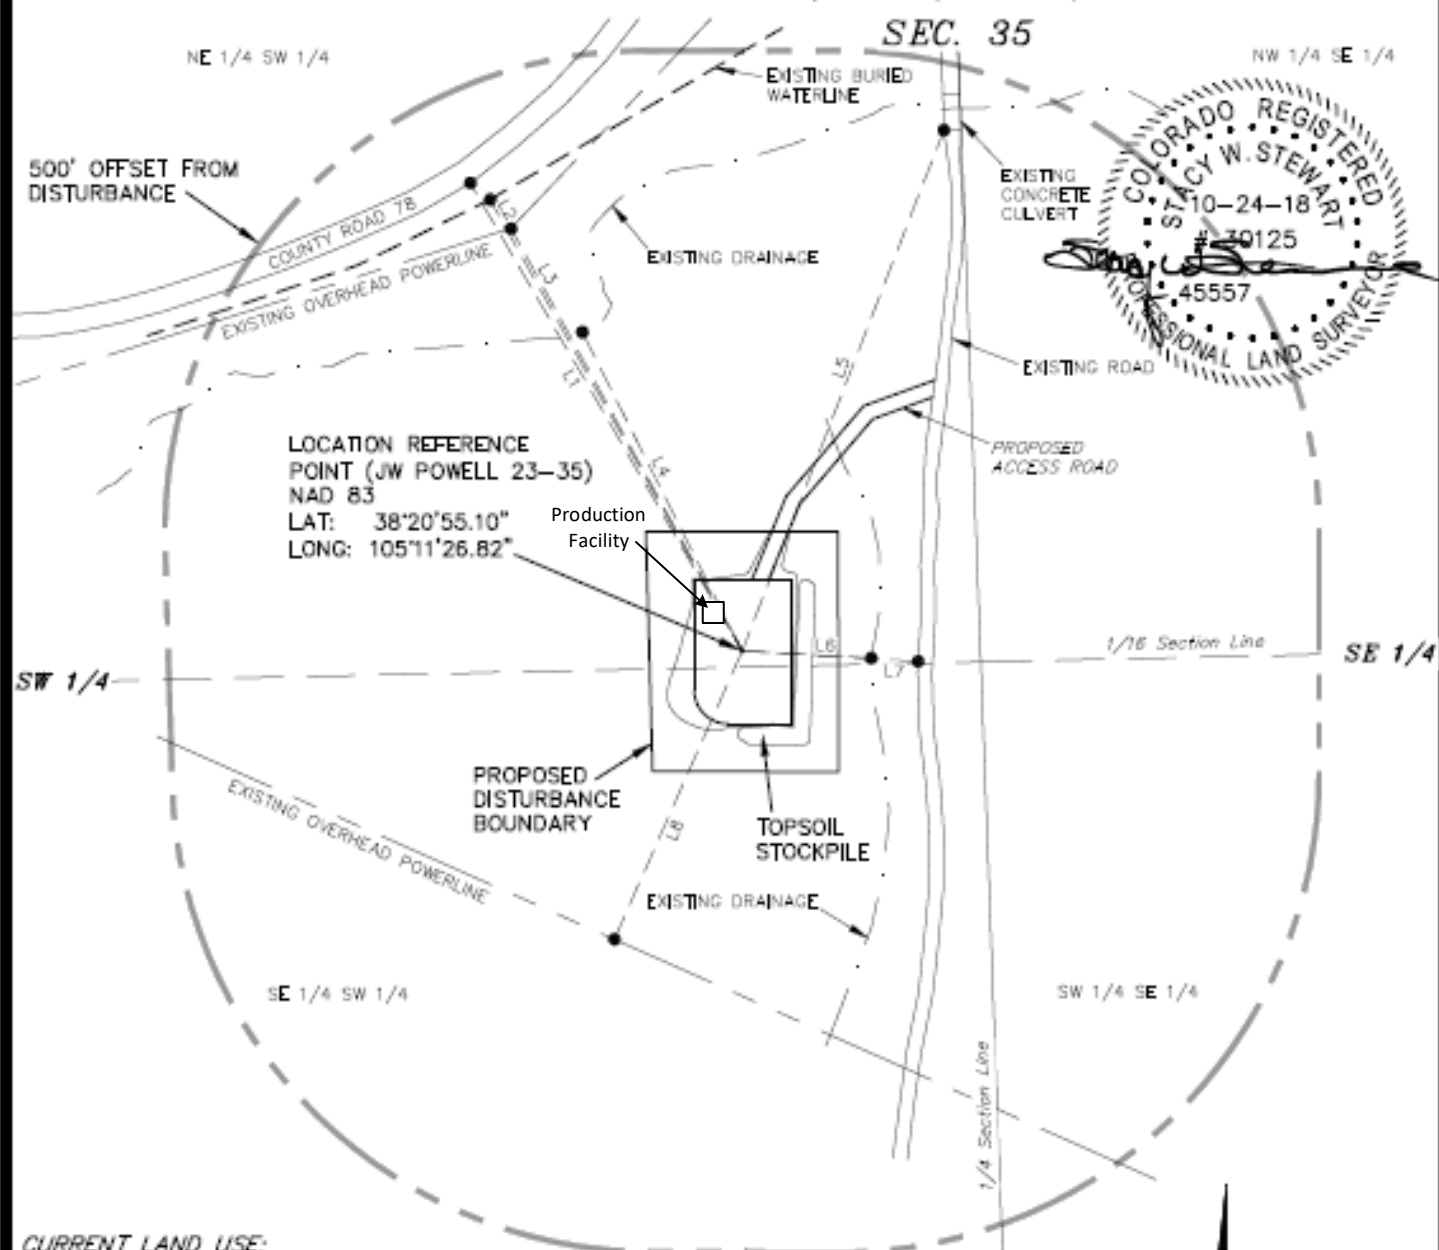 SEC. 35
NE 1/4 SW 1/4
NW 1/4 SE 1/4
EXISTING BURIED
WATERLINE
500' OFFSET FROM
DISTURBANCE
COUNTY ROAD 78
EXISTING OVERHEAD POWERLINE
EXISTING
CONCRETE
CULVERT
COLORADO REGISTERED
STACY W. STEWART
10-24-18
45557
PROFESSIONAL LAND SURVEYOR
L2
L3
EXISTING DRAINAGE
L1
L5
EXISTING ROAD
LOCATION REFERENCE
POINT (JW POWELL 23-35)
NAD 83
LAT: 38°20'55.10"
LONG: 105°11'26.82"
L4
PROPOSED
ACCESS ROAD
Production
Facility
L6
L7
1/16 Section Line
SW 1/4
SE 1/4
PROPOSED
DISTURBANCE
BOUNDARY
EXISTING OVERHEAD POWERLINE
L8
TOPSOIL
STOCKPILE
EXISTING DRAINAGE
SE 1/4 SW 1/4
SW 1/4 SE 1/4
1/4 Section Line
CURRENT LAND USE: